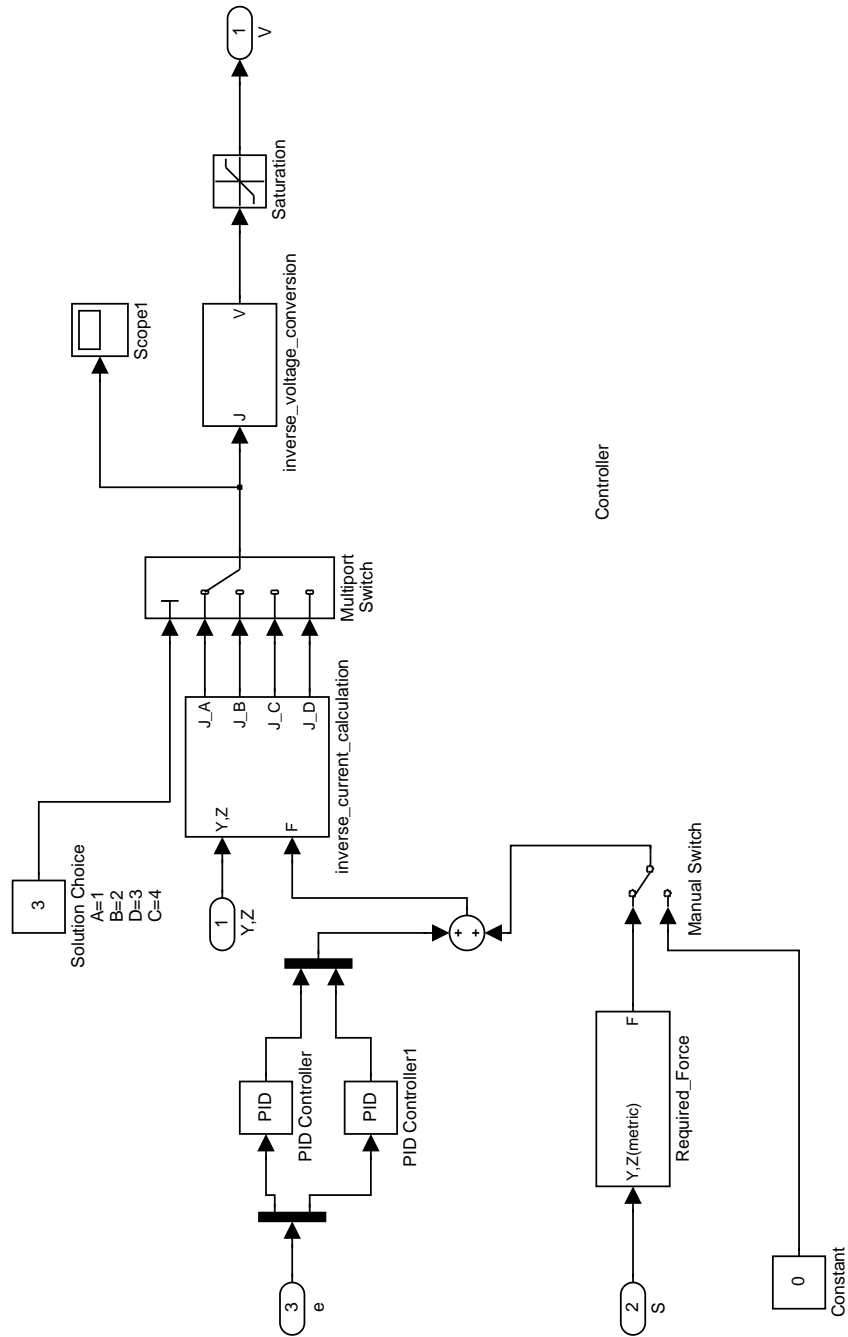 1
V
Saturation
Scope1
V
J
inverse_voltage_conversion
Multiport
Switch
3
Solution Choice
A=1
B=2
D=3
C=4
J_A
J_B
J_C
J_D
Y,Z
F
inverse_current_calculation
1
Y,Z
+
+
Manual Switch
PID
PID Controller
PID
PID Controller1
F
Y,Z(metric)
Required_Force
3
e
2
S
0
Constant
Controller